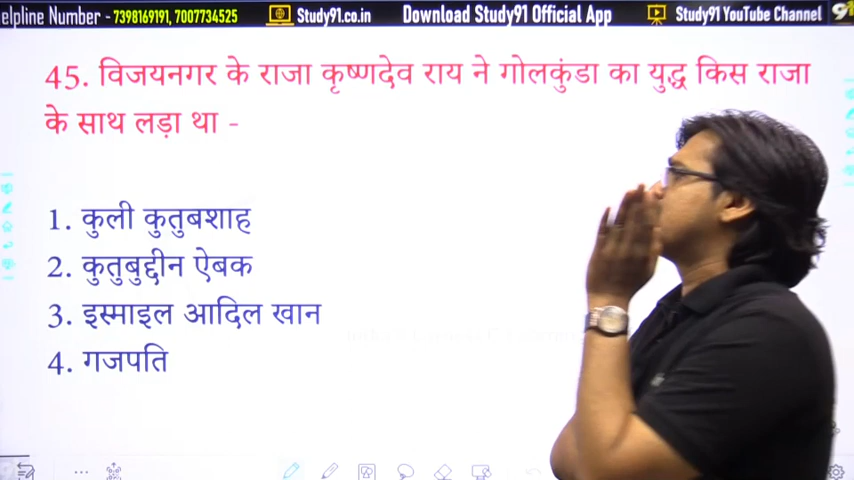 elpline Number - 7398169191, 7007734525 Study91.co.in Download Study91 Official App Study91 YouTube Channel 91
45. विजयनगर के राजा कृष्णदेव राय ने गोलकुंडा का युद्ध किस राजा
के साथ लड़ा था -
1. कुली कुतुबशाह
2. कुतुबुद्दीन ऐबक
3. इस्माइल आदिल खान
4. गजपति